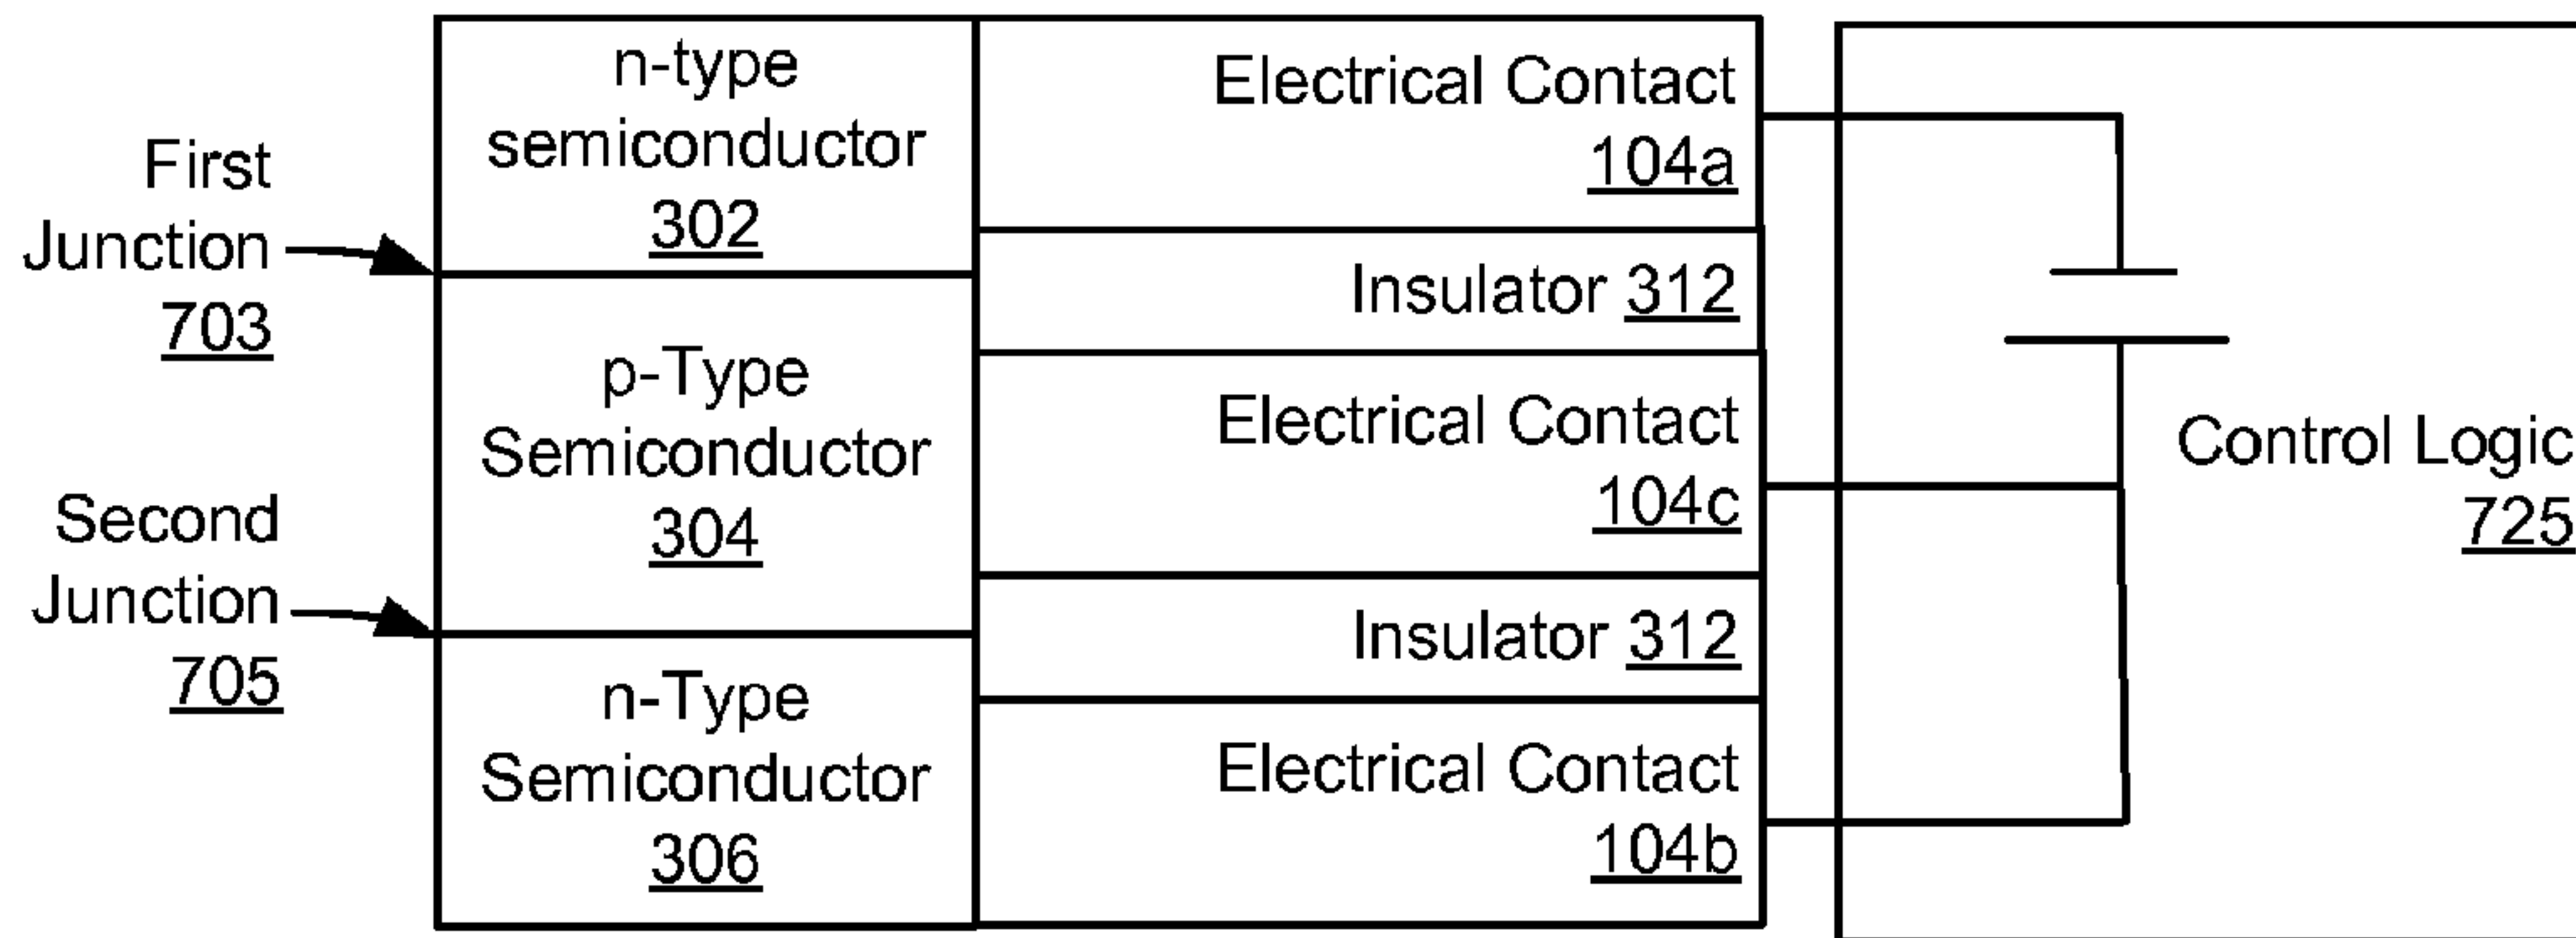 First
Junction
703
Second
Junction
705
n-type
semiconductor
302
p-Type
Semiconductor
304
n-Type
Semiconductor
306
Electrical Contact
104a
Insulator 312
Electrical Contact
104c
Insulator 312
Electrical Contact
104b
Control Logic
725